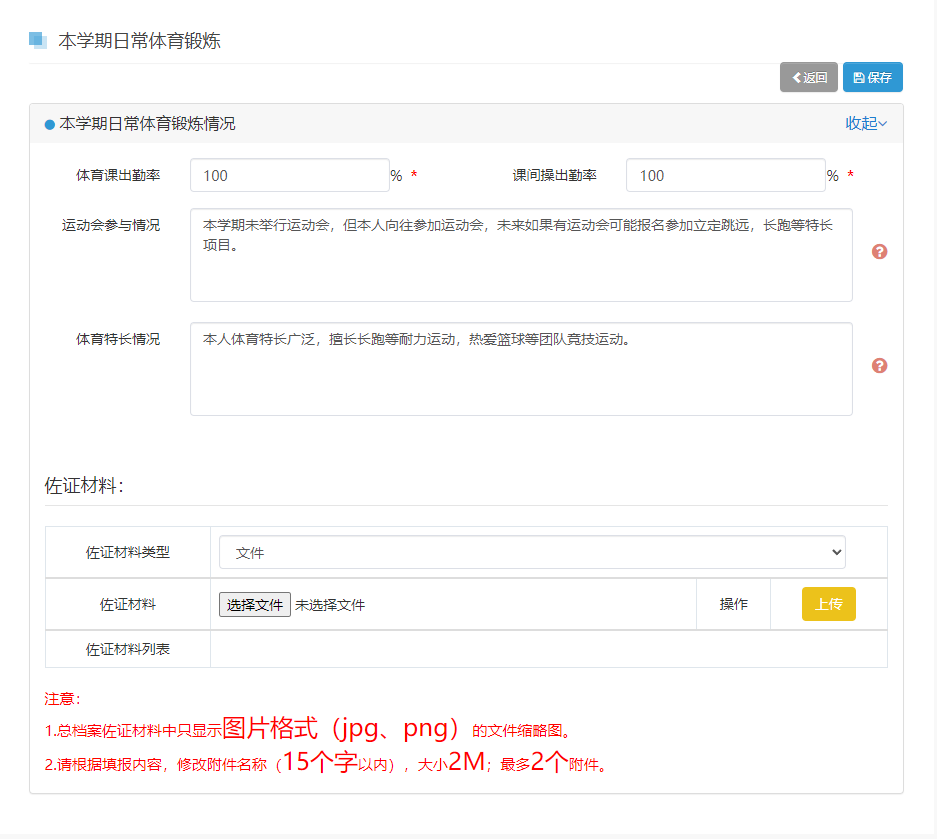 本学期日常体育锻炼
返回 保存
本学期日常体育锻炼情况 收起
体育课出勤率 100 % * 课间操出勤率 100 % *
运动会参与情况 本学期未举行运动会，但本人向往参加运动会，未来如果有运动会可能报名参加立定跳远，长跑等特长
项目。
体育特长情况 本人体育特长广泛，擅长长跑等耐力运动，热爱篮球等团队竞技运动。
佐证材料：
佐证材料类型 文件
佐证材料 选择文件 未选择文件 操作 上传
佐证材料列表
注意：
1.总档案佐证材料中只显示图片格式（jpg、png）的文件缩略图。
2.请根据填报内容，修改附件名称（15个字以内），大小2M；最多2个附件。